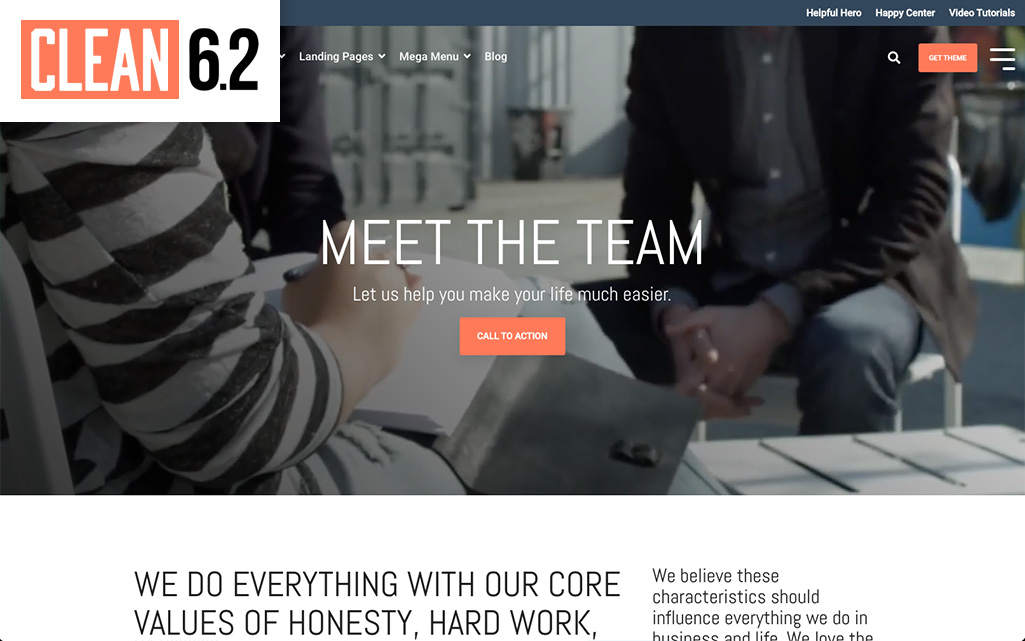 Helpful Hero Happy Center Video Tutorials
CLEAN 6.2
Landing Pages Mega Menu Blog
GET THEME
MEET THE TEAM
Let us help you make your life much easier.
CALL TO ACTION
WE DO EVERYTHING WITH OUR CORE
VALUES OF HONESTY, HARD WORK,
We believe these
characteristics should
influence everything we do in
business and life. We love the